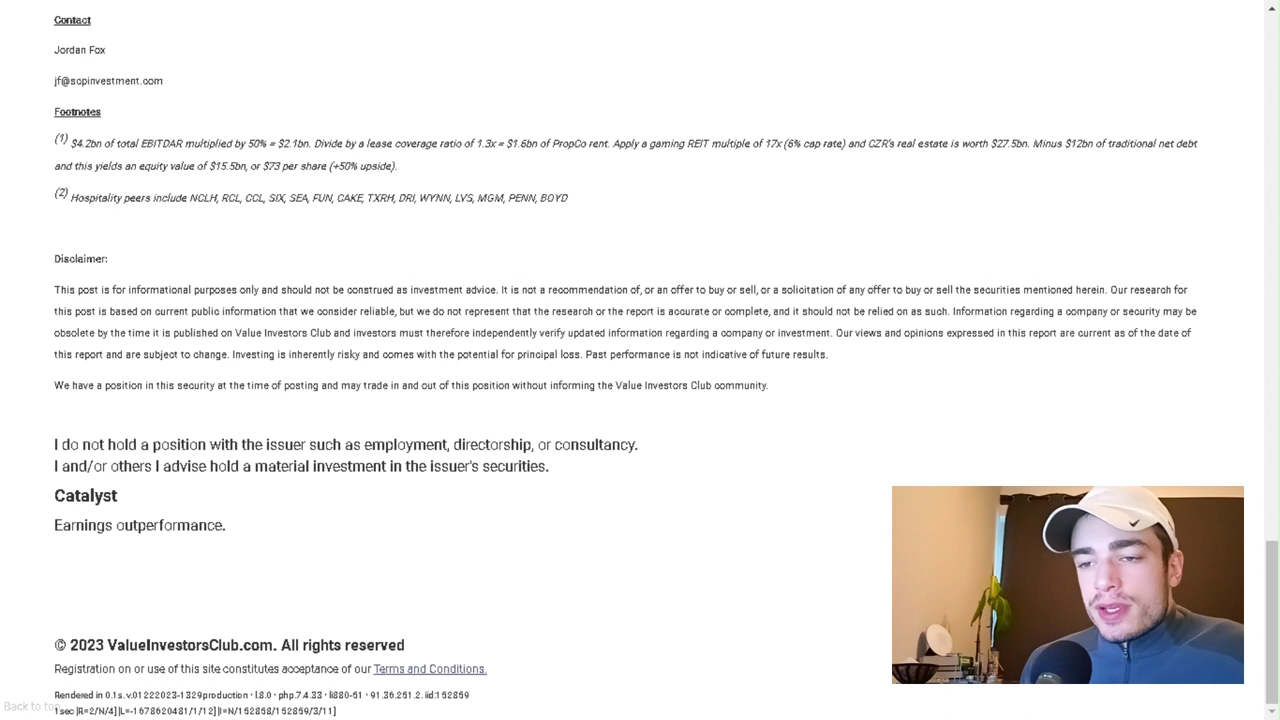 Contact
Jordan Fox
jf@scpinvestment.com
Footnotes
(1) $4.2bn of total EBITDAR multiplied by 50% = $2.1bn. Divide by a lease coverage ratio of 1.3x = $1.6bn of PropCo rent. Apply a gaming REIT multiple of 17x (6% cap rate) and CZR's real estate is worth $27.5bn. Minus $12bn of traditional net debt
and this yields an equity value of $15.5bn, or $73 per share (+50% upside).
(2) Hospitality peers include NCLH, RCL, CCL, SIX, SEA, FUN, CAKE, TXRH, DRI, WYNN, LVS, MGM, PENN, BOYD
Disclaimer:
This post is for informational purposes only and should not be construed as investment advice. It is not a recommendation of, or an offer to buy or sell, or a solicitation of any offer to buy or sell the securities mentioned herein. Our research for
this post is based on current public information that we consider reliable, but we do not represent that the research or the report is accurate or complete, and it should not be relied on as such. Information regarding a company or security may be
obsolete by the time it is published on Value Investors Club and investors must therefore independently verify updated information regarding a company or investment. Our views and opinions expressed in this report are current as of the date of
this report and are subject to change. Investing is inherently risky and comes with the potential for principal loss. Past performance is not indicative of future results.
We have a position in this security at the time of posting and may trade in and out of this position without informing the Value Investors Club community.
I do not hold a position with the issuer such as employment, directorship, or consultancy.
I and/or others I advise hold a material investment in the issuer's securities.
Catalyst
Earnings outperformance.
© 2023 ValueInvestorsClub.com. All rights reserved
Registration on or use of this site constitutes acceptance of our Terms and Conditions.
Rendered in 0.1s.v.01222023-1329production
Back to top